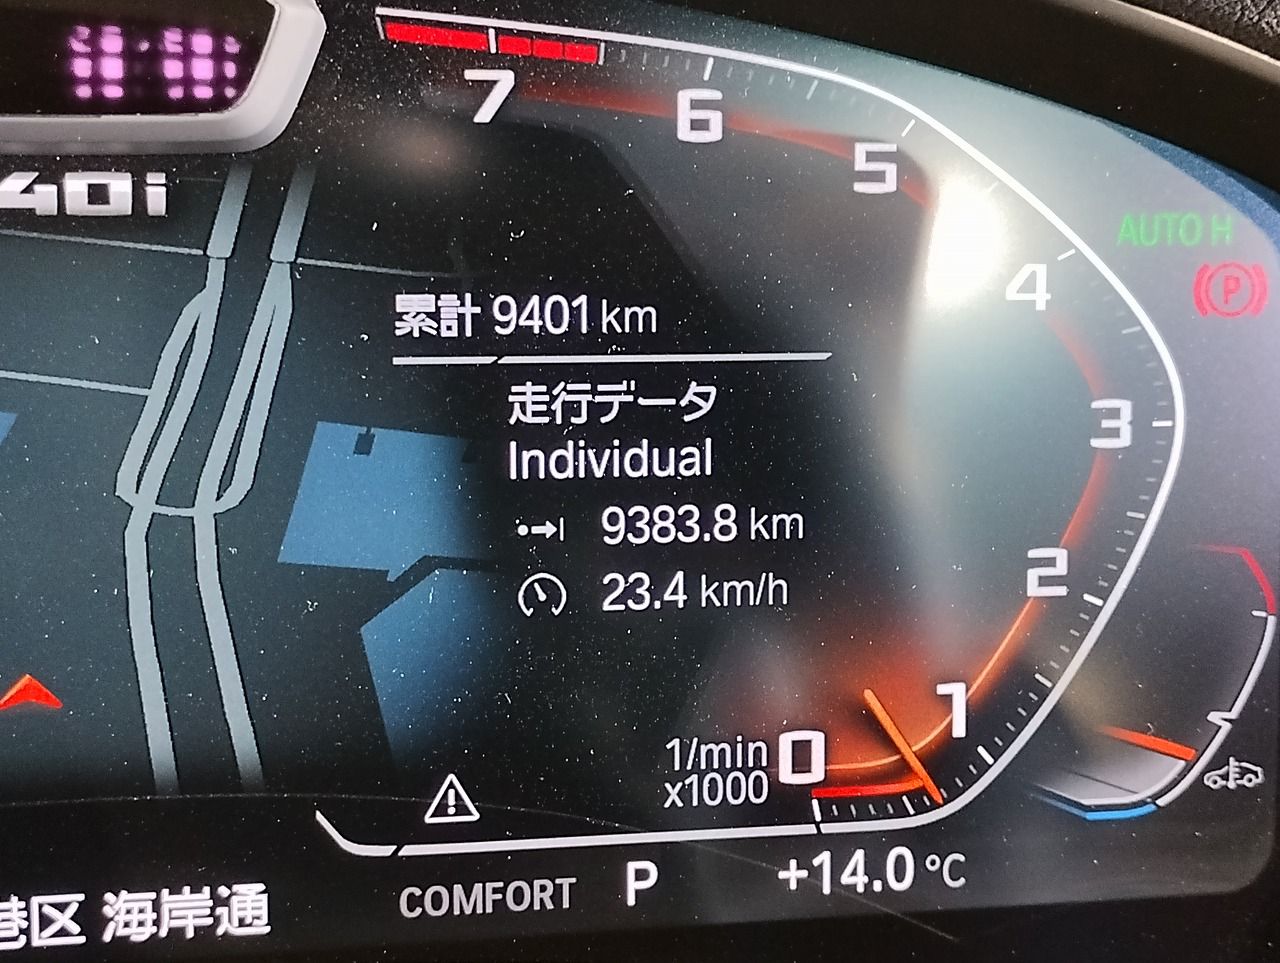 40i
7
6
5
4
3
2
1
0
AUTO H
P
累計 9401 km
走行データ
Individual
9383.8 km
23.4 km/h
1/min
x1000
COMFORT P +14.0 °C
港区 海岸通